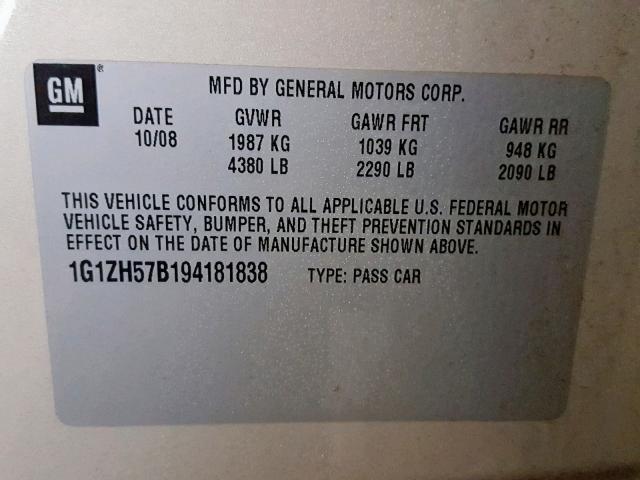 GM ®
MFD BY GENERAL MOTORS CORP.
DATE GVWR GAWR FRT GAWR RR
10/08 1987 KG 1039 KG 948 KG
4380 LB 2290 LB 2090 LB
THIS VEHICLE CONFORMS TO ALL APPLICABLE U.S. FEDERAL MOTOR
VEHICLE SAFETY, BUMPER, AND THEFT PREVENTION STANDARDS IN
EFFECT ON THE DATE OF MANUFACTURE SHOWN ABOVE.
1G1ZH57B194181838 TYPE: PASS CAR